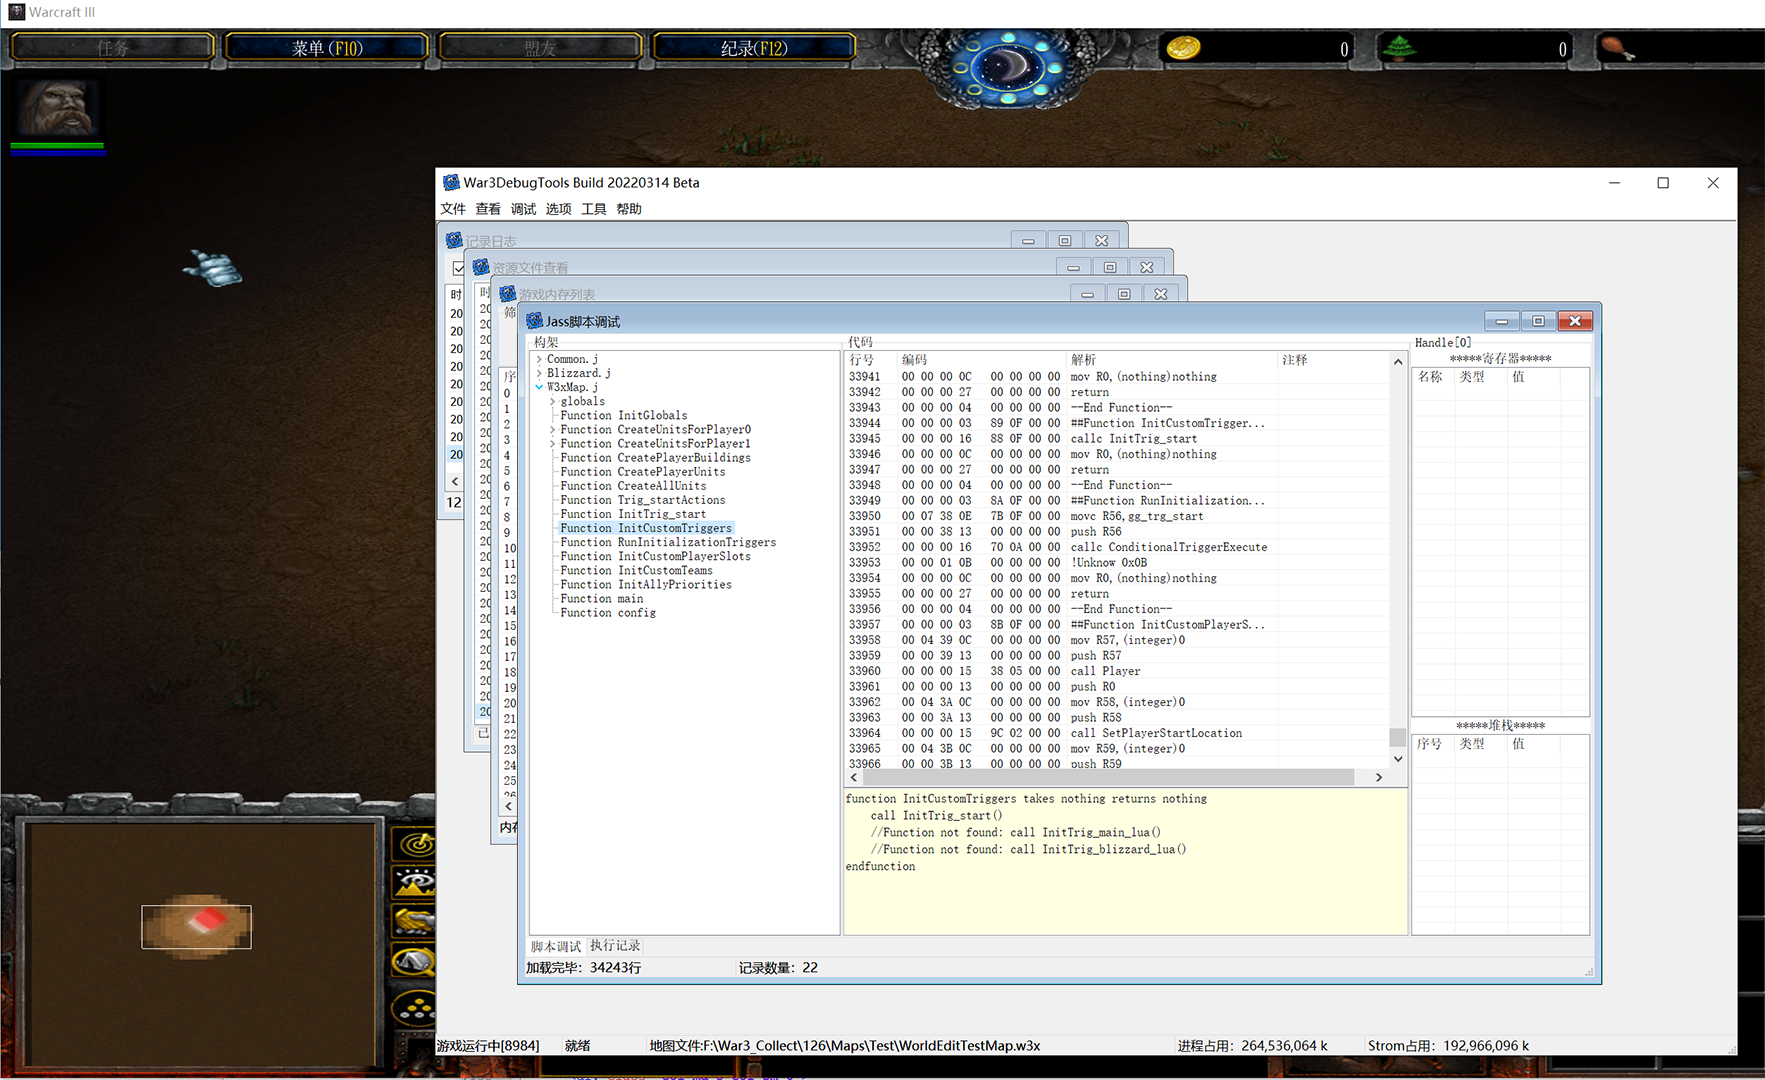 Warcraft III
任务
菜单(F10)
盟友
纪录(F12)
0
0
War3DebugTools Build 20220314 Beta
文件 查看 调试 选项 工具 帮助
记录日志
资源文件查看
游戏内存列表
Jass脚本调试
构架
Common.j
Blizzard.j
W3xMap.j
globals
Function InitGlobals
Function CreateUnitsForPlayer0
Function CreateUnitsForPlayer1
Function CreatePlayerBuildings
Function CreatePlayerUnits
Function CreateAllUnits
Function Trig_startActions
Function InitTrig_start
Function InitCustomTriggers
Function RunInitializationTriggers
Function InitCustomPlayerSlots
Function InitCustomTeams
Function InitAllyPriorities
Function main
Function config
代码
行号 编码 解析 注释
33941 00 00 00 0C 00 00 00 00 mov R0,(nothing)nothing
33942 00 00 00 27 00 00 00 00 return
33943 00 00 00 04 00 00 00 00 --End Function--
33944 00 00 00 03 89 0F 00 00 ##Function InitCustomTrigger...
33945 00 00 00 16 88 0F 00 00 callc InitTrig_start
33946 00 00 00 0C 00 00 00 00 mov R0,(nothing)nothing
33947 00 00 00 27 00 00 00 00 return
33948 00 00 00 04 00 00 00 00 --End Function--
33949 00 00 00 03 8A 0F 00 00 ##Function RunInitialization...
33950 00 07 38 0E 7B 0F 00 00 movc R56,gg_trg_start
33951 00 00 38 13 00 00 00 00 push R56
33952 00 00 00 16 70 0A 00 00 callc ConditionalTriggerExecute
33953 00 00 01 0B 00 00 00 00 !Unknow 0x0B
33954 00 00 00 0C 00 00 00 00 mov R0,(nothing)nothing
33955 00 00 00 27 00 00 00 00 return
33956 00 00 00 04 00 00 00 00 --End Function--
33957 00 00 00 03 8B 0F 00 00 ##Function InitCustomPlayerS...
33958 00 04 39 0C 00 00 00 00 mov R57,(integer)0
33959 00 00 39 13 00 00 00 00 push R57
33960 00 00 00 15 38 05 00 00 call Player
33961 00 00 00 13 00 00 00 00 push R0
33962 00 04 3A 0C 00 00 00 00 mov R58,(integer)0
33963 00 00 3A 13 00 00 00 00 push R58
33964 00 00 00 15 9C 02 00 00 call SetPlayerStartLocation
33965 00 04 3B 0C 00 00 00 00 mov R59,(integer)0
33966 00 00 3B 13 00 00 00 00 push R59
function InitCustomTriggers takes nothing returns nothing
call InitTrig_start()
//Function not found: call InitTrig_main_lua()
//Function not found: call InitTrig_blizzard_lua()
endfunction
Handle[0]
*****寄存器*****
名称 类型 值
*****堆栈*****
序号 类型 值
脚本调试 执行记录
加载完毕: 34243行 记录数量: 22
游戏运行中[8984] 就绪 地图文件:F:\War3_Collect\126\Maps\Test\WorldEditTestMap.w3x 进程占用: 264,536,064 k Strom占用: 192,966,096 k